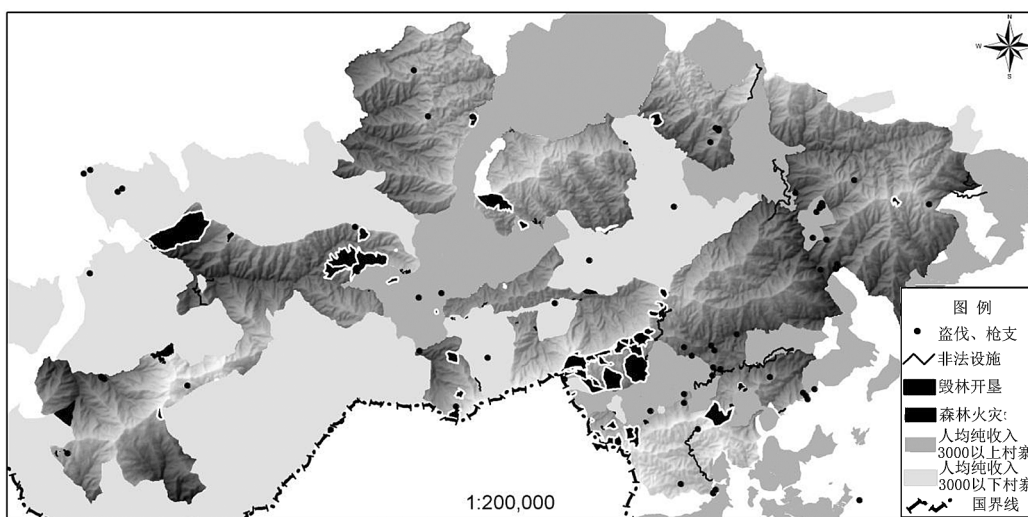 N
W
E
S
图 例
盗伐、枪支
非法设施
毁林开垦
森林火灾:
人均纯收入
3000以上村寨
人均纯收入
3000以下村寨
国界线
1:200,000